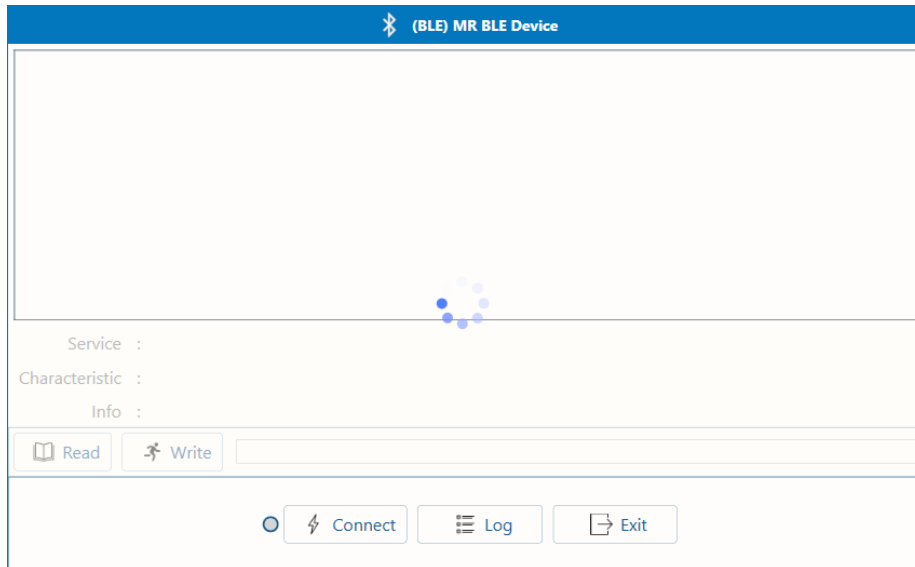 (BLE) MR BLE Device
Service :
Characteristic :
Info :
Read Write
Connect Log Exit